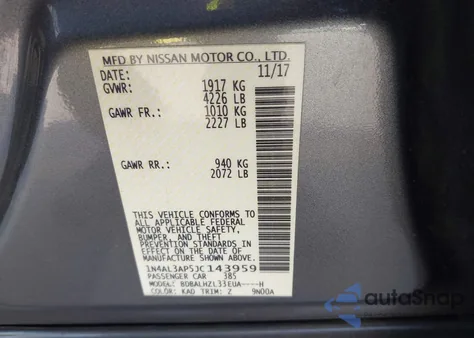 MFD BY NISSAN MOTOR CO., LTD.
DATE: 11/17
GVWR: 1917 KG
4226 LB
GAWR FR.: 1010 KG
2227 LB
GAWR RR.: 940 KG
2072 LB
THIS VEHICLE CONFORMS TO
ALL APPLICABLE FEDERAL
MOTOR VEHICLE SAFETY,
BUMPER, AND THEFT
PREVENTION STANDARDS
IN EFFECT ON THE DATE OF
MANUFACTURE SHOWN ABOVE.
1N4AL3AP5JC143959
PASSENGER CAR 385
MODEL: BDBALHZL33EUA----H
COLOR: KAD TRIM: Z 9N00A
autoSnap